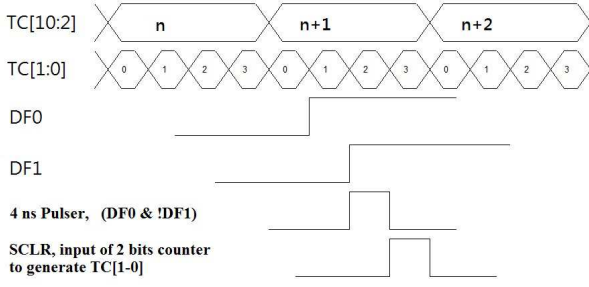 TC[10:2] n n+1 n+2
TC[1:0] 0 1 2 3 0 1 2 3 0 1 2 3
DF0
DF1
4 ns Pulser, (DF0 & !DF1)
SCLR, input of 2 bits counter
to generate TC[1-0]